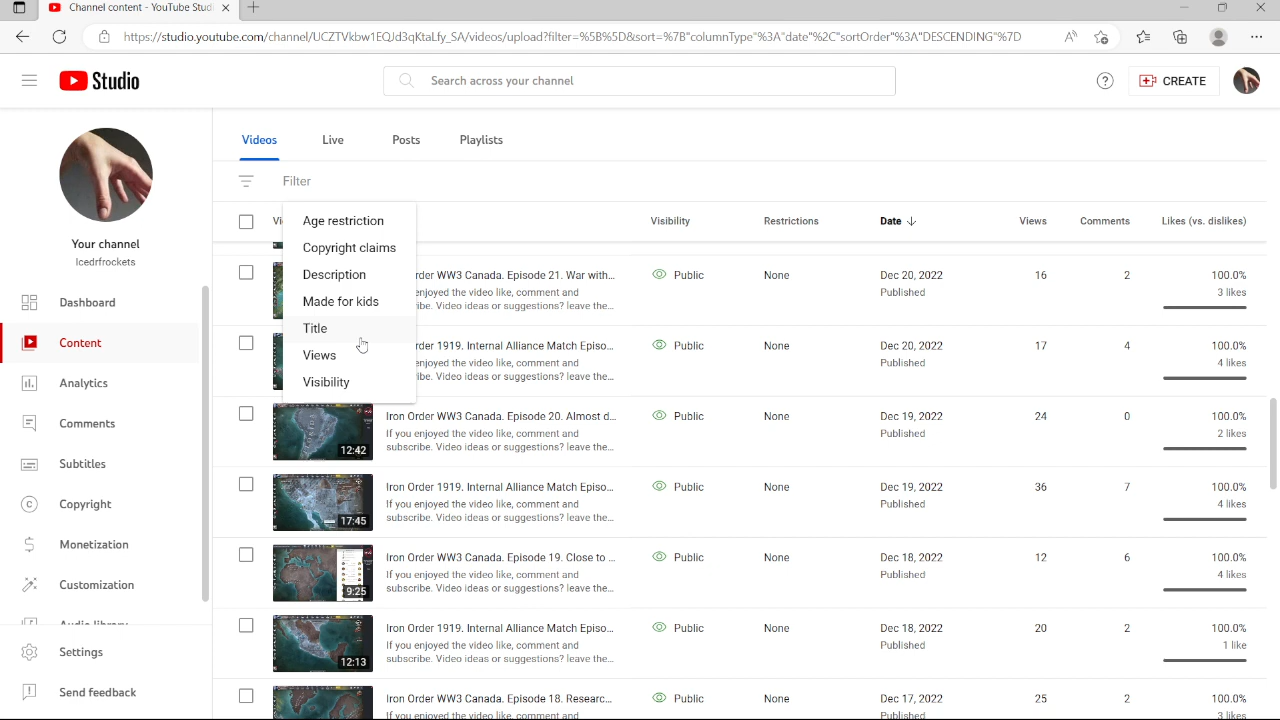 Channel content - YouTube Studi
https://studio.youtube.com/channel/UCZTVkbw1EQJd3qKtaLfy_SA/videos/upload?filter=%5B%5D&sort=%7B"columnType"%3A"date"%2C"sortOrder"%3A"DESCENDING"%7D
Studio
Search across your channel
CREATE
Your channel
Icedrfrockets
Dashboard
Content
Analytics
Comments
Subtitles
Copyright
Monetization
Customization
Audio library
Settings
Send feedback
Videos Live Posts Playlists
Filter
Age restriction
Copyright claims
Description
Made for kids
Title
Views
Visibility
Vi Visibility Restrictions Date Views Comments Likes (vs. dislikes)
rder WW3 Canada. Episode 21. War with... Public None Dec 20, 2022 16 2 100.0%
enjoyed the video like, comment and Published 3 likes
ibe. Video ideas or suggestions? leave the...
rder 1919. Internal Alliance Match Episo... Public None Dec 20, 2022 17 4 100.0%
enjoyed the video like, comment and Published 4 likes
ibe. Video ideas or suggestions? leave the...
12:42 Iron Order WW3 Canada. Episode 20. Almost d... Public None Dec 19, 2022 24 0 100.0%
If you enjoyed the video like, comment and Published 2 likes
subscribe. Video ideas or suggestions? leave the...
17:45 Iron Order 1919. Internal Alliance Match Episo... Public None Dec 19, 2022 36 7 100.0%
If you enjoyed the video like, comment and Published 4 likes
subscribe. Video ideas or suggestions? leave the...
9:25 Iron Order WW3 Canada. Episode 19. Close to ... Public None Dec 18, 2022 12 6 100.0%
If you enjoyed the video like, comment and Published 4 likes
subscribe. Video ideas or suggestions? leave the...
12:13 Iron Order 1919. Internal Alliance Match Episo... Public None Dec 18, 2022 20 2 100.0%
If you enjoyed the video like, comment and Published 1 like
subscribe. Video ideas or suggestions? leave the...
Iron Order WW3 Canada. Episode 18. Researc... Public None Dec 17, 2022 25 2 100.0%
If you enjoyed the video like, comment and Published 3 likes